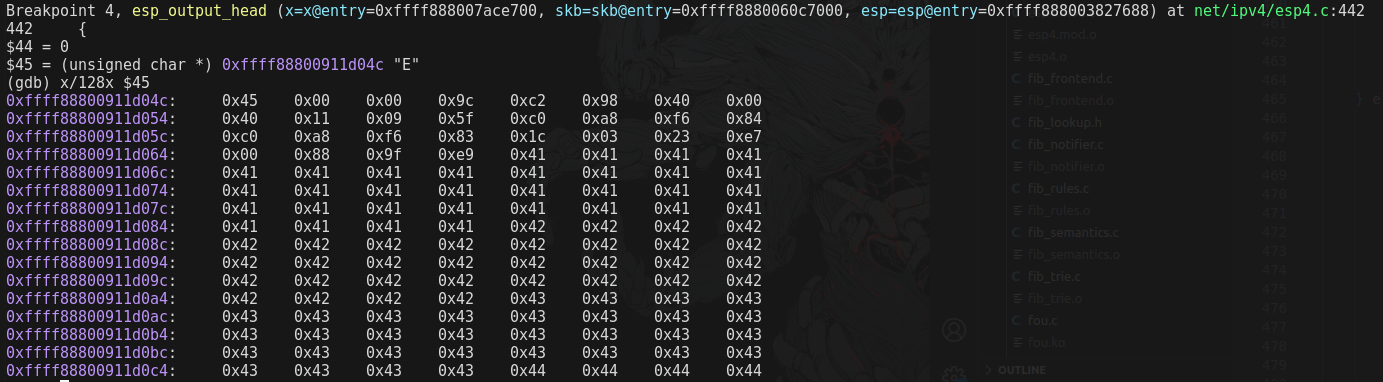 Breakpoint 4, esp_output_head (x=x@entry=0xffff888007ace700, skb=skb@entry=0xffff8880060c7000, esp=esp@entry=0xffff888003827688) at net/ipv4/esp4.c:442
442 {
$44 = 0
$45 = (unsigned char *) 0xffff88800911d04c "E"
(gdb) x/128x $45
0xffff88800911d04c: 0x45 0x00 0x00 0x9c 0xc2 0x98 0x40 0x00
0xffff88800911d054: 0x40 0x11 0x09 0x5f 0xc0 0xa8 0xf6 0x84
0xffff88800911d05c: 0xc0 0xa8 0xf6 0x83 0x1c 0x03 0x23 0xe7
0xffff88800911d064: 0x00 0x88 0x9f 0xe9 0x41 0x41 0x41 0x41
0xffff88800911d06c: 0x41 0x41 0x41 0x41 0x41 0x41 0x41 0x41
0xffff88800911d074: 0x41 0x41 0x41 0x41 0x41 0x41 0x41 0x41
0xffff88800911d07c: 0x41 0x41 0x41 0x41 0x41 0x41 0x41 0x41
0xffff88800911d084: 0x41 0x41 0x41 0x41 0x42 0x42 0x42 0x42
0xffff88800911d08c: 0x42 0x42 0x42 0x42 0x42 0x42 0x42 0x42
0xffff88800911d094: 0x42 0x42 0x42 0x42 0x42 0x42 0x42 0x42
0xffff88800911d09c: 0x42 0x42 0x42 0x42 0x42 0x42 0x42 0x42
0xffff88800911d0a4: 0x42 0x42 0x42 0x42 0x43 0x43 0x43 0x43
0xffff88800911d0ac: 0x43 0x43 0x43 0x43 0x43 0x43 0x43 0x43
0xffff88800911d0b4: 0x43 0x43 0x43 0x43 0x43 0x43 0x43 0x43
0xffff88800911d0bc: 0x43 0x43 0x43 0x43 0x43 0x43 0x43 0x43
0xffff88800911d0c4: 0x43 0x43 0x43 0x43 0x44 0x44 0x44 0x44
esp4.mod.o
esp4.o
C fib_frontend.c
fib_frontend.o
C fib_lookup.h
C fib_notifier.c
fib_notifier.o
C fib_rules.c
fib_rules.o
C fib_semantics.c
fib_semantics.o
C fib_trie.c
fib_trie.o
C fou.c
fou.ko
> OUTLINE
462
463
464
465 } e
466
467
468
469
470
471
472
473
474
475
476
477
478
479